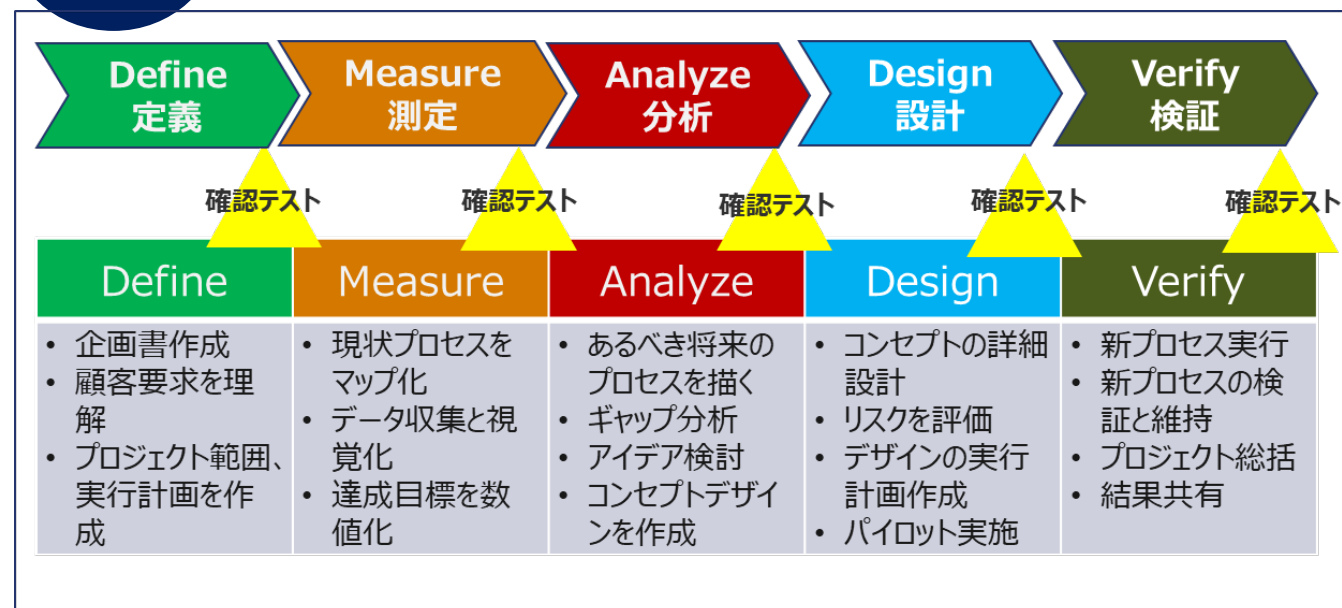 Define
定義
Measure
測定
Analyze
分析
Design
設計
Verify
検証
確認テスト
確認テスト
確認テスト
確認テスト
確認テスト
Define
Measure
Analyze
Design
Verify
• 企画書作成
• 顧客要求を理
解
• プロジェクト範囲、
実行計画を作
成
• 現状プロセスを
マップ化
• データ収集と視
覚化
• 達成目標を数
値化
• あるべき将来の
プロセスを描く
• ギャップ分析
• アイデア検討
• コンセプトデザイ
ンを作成
• コンセプトの詳細
設計
• リスクを評価
• デザインの実行
計画作成
• パイロット実施
• 新プロセス実行
• 新プロセスの検
証と維持
• プロジェクト総括
• 結果共有